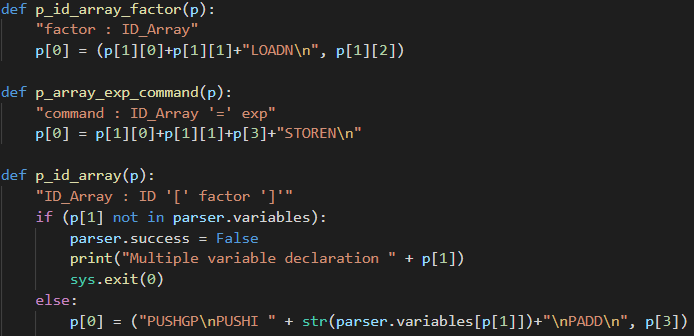 def p_id_array_factor(p):
    "factor : ID_Array"
    p[0] = (p[1][0]+p[1][1]+"LOADN\n", p[1][2])
def p_array_exp_command(p):
    "command : ID_Array '=' exp"
    p[0] = p[1][0]+p[1][1]+p[3]+"STOREN\n"
def p_id_array(p):
    "ID_Array : ID '[' factor ']'"
    if (p[1] not in parser.variables):
        parser.success = False
        print("Multiple variable declaration " + p[1])
        sys.exit(0)
    else:
        p[0] = ("PUSHGP\nPUSHI " + str(parser.variables[p[1]])+"\nPADD\n", p[3])